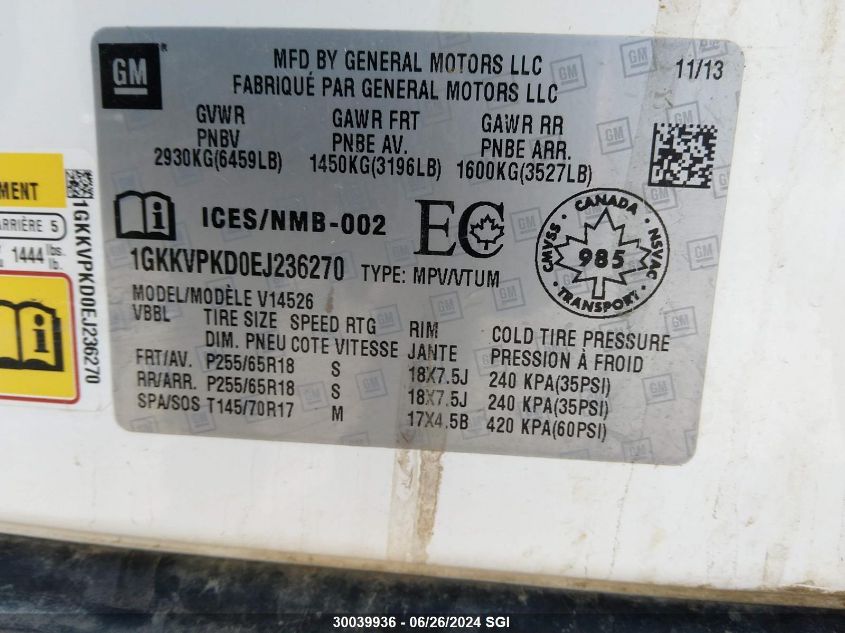 GM
MFD BY GENERAL MOTORS LLC
FABRIQUÉ PAR GENERAL MOTORS LLC
11/13
GVWR GAWR FRT GAWR RR
PNBV PNBE AV. PNBE ARR.
2930KG(6459LB) 1450KG(3196LB) 1600KG(3527LB)
ICES/NMB-002
EC
CANADA
CMVSS NSVAC
985
TRANSPORT
1GKKVPKD0EJ236270 TYPE: MPV/VTUM
MODEL/MODÈLE V14526
VBBL TIRE SIZE SPEED RTG RIM COLD TIRE PRESSURE
DIM. PNEU COTE VITESSE JANTE PRESSION À FROID
FRT/AV. P255/65R18 S 18X7.5J 240 KPA(35PSI)
RR/ARR. P255/65R18 S 18X7.5J 240 KPA(35PSI)
SPA/SOS T145/70R17 M 17X4.5B 420 KPA(60PSI)
EMENT
ARRIÈRE 5
1444 lbs.
lb.
1GKKVPKD0EJ236270
30039936 - 06/26/2024 SGI